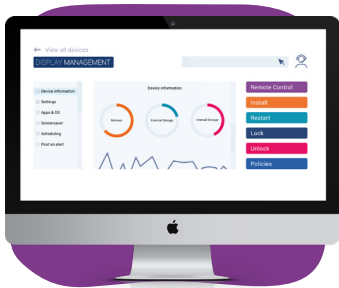 View all devices
DISPLAY MANAGEMENT
Device information
Settings
Apps & OS
Screensaver
Scheduling
Post an alert
Device information
Memory
External Storage
Internal Storage
Remote Control
Install
Restart
Lock
Unlock
Policies